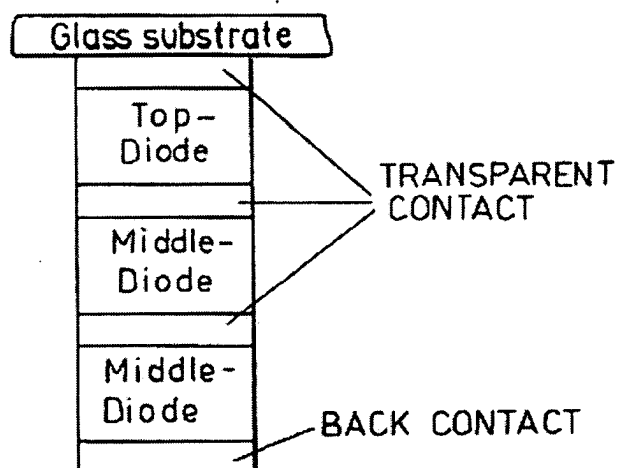 Glass substrate
Top-
Diode
TRANSPARENT
CONTACT
Middle-
Diode
Middle-
Diode
BACK CONTACT